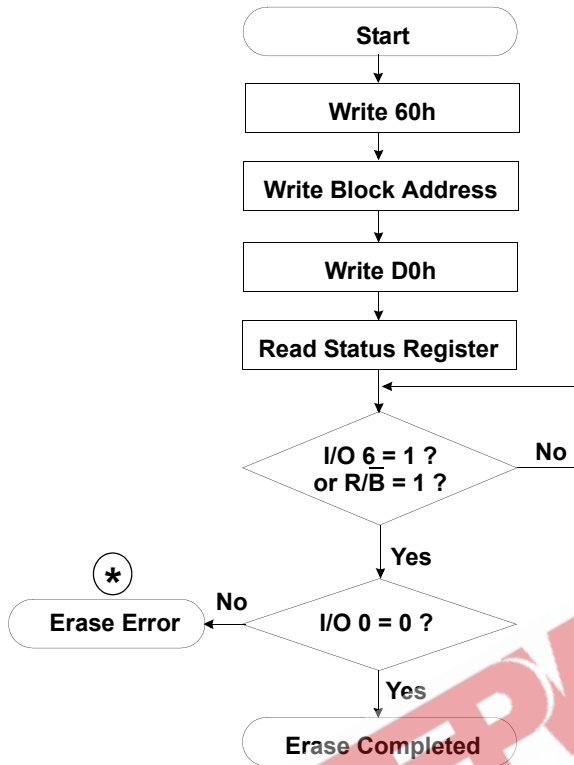 Start
Write 60h
Write Block Address
Write D0h
Read Status Register
I/O 6 = 1 ?
or R/B̅ = 1 ?
No
Yes
*
No
Erase Error
I/O 0 = 0 ?
Yes
Erase Completed